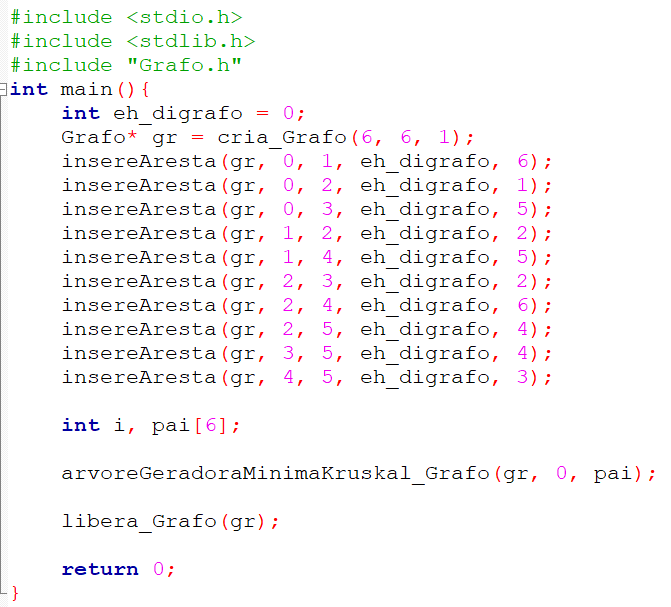 #include <stdio.h>
#include <stdlib.h>
#include "Grafo.h"
int main(){
    int eh_digrafo = 0;
    Grafo* gr = cria_Grafo(6, 6, 1);
    insereAresta(gr, 0, 1, eh_digrafo, 6);
    insereAresta(gr, 0, 2, eh_digrafo, 1);
    insereAresta(gr, 0, 3, eh_digrafo, 5);
    insereAresta(gr, 1, 2, eh_digrafo, 2);
    insereAresta(gr, 1, 4, eh_digrafo, 5);
    insereAresta(gr, 2, 3, eh_digrafo, 2);
    insereAresta(gr, 2, 4, eh_digrafo, 6);
    insereAresta(gr, 2, 5, eh_digrafo, 4);
    insereAresta(gr, 3, 5, eh_digrafo, 4);
    insereAresta(gr, 4, 5, eh_digrafo, 3);
    int i, pai[6];
    arvoreGeradoraMinimaKruskal_Grafo(gr, 0, pai);
    libera_Grafo(gr);
    return 0;
}